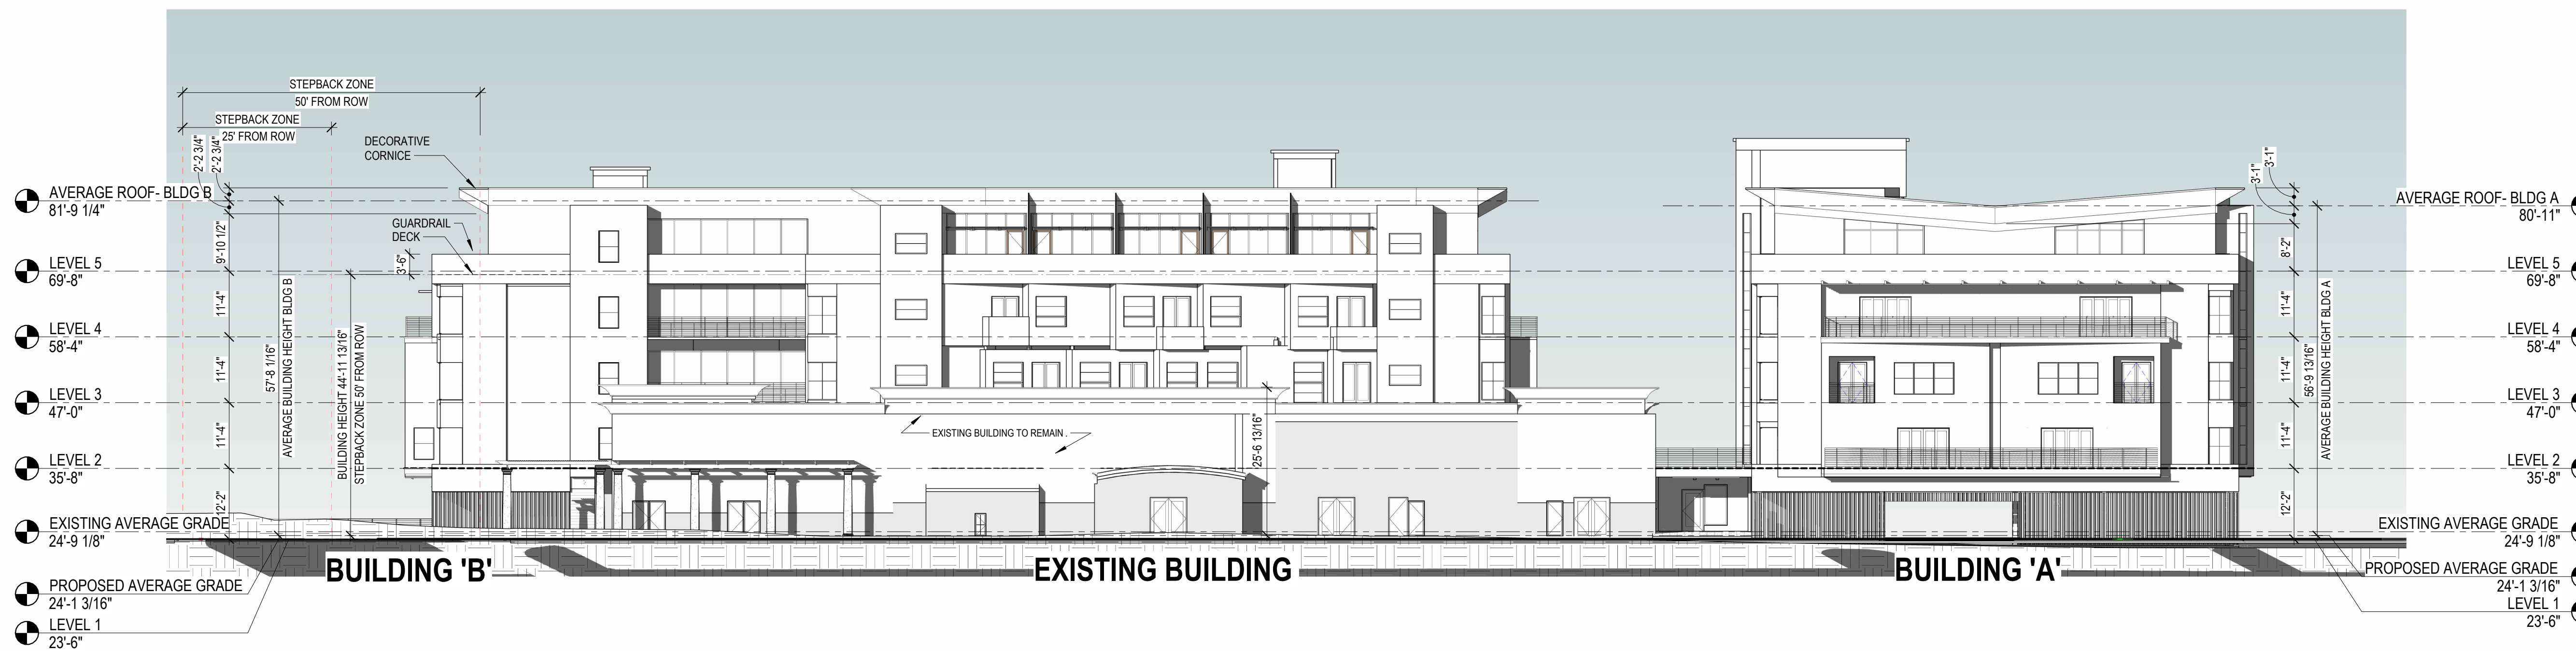 STEPBACK ZONE
50' FROM ROW
STEPBACK ZONE
25' FROM ROW
2'-2 3/4"
2'-2 3/4"
DECORATIVE
CORNICE
GUARDRAIL
DECK
AVERAGE ROOF- BLDG B
81'-9 1/4"
LEVEL 5
69'-8"
LEVEL 4
58'-4"
LEVEL 3
47'-0"
LEVEL 2
35'-8"
EXISTING AVERAGE GRADE
24'-9 1/8"
PROPOSED AVERAGE GRADE
24'-1 3/16"
LEVEL 1
23'-6"
9'-10 1/2"
11'-4"
11'-4"
11'-4"
12'-2"
57'-8 1/16"
AVERAGE BUILDING HEIGHT BLDG B
3'-6"
BUILDING HEIGHT 44'-11 13/16"
STEPBACK ZONE 50' FROM ROW
EXISTING BUILDING TO REMAIN .
25'-6 13/16"
BUILDING 'B'
EXISTING BUILDING
BUILDING 'A'
3'-1"
3'-1"
8'-2"
11'-4"
11'-4"
11'-4"
12'-2"
56'-9 13/16"
AVERAGE BUILDING HEIGHT BLDG A
AVERAGE ROOF- BLDG A
80'-11"
LEVEL 5
69'-8"
LEVEL 4
58'-4"
LEVEL 3
47'-0"
LEVEL 2
35'-8"
EXISTING AVERAGE GRADE
24'-9 1/8"
PROPOSED AVERAGE GRADE
24'-1 3/16"
LEVEL 1
23'-6"